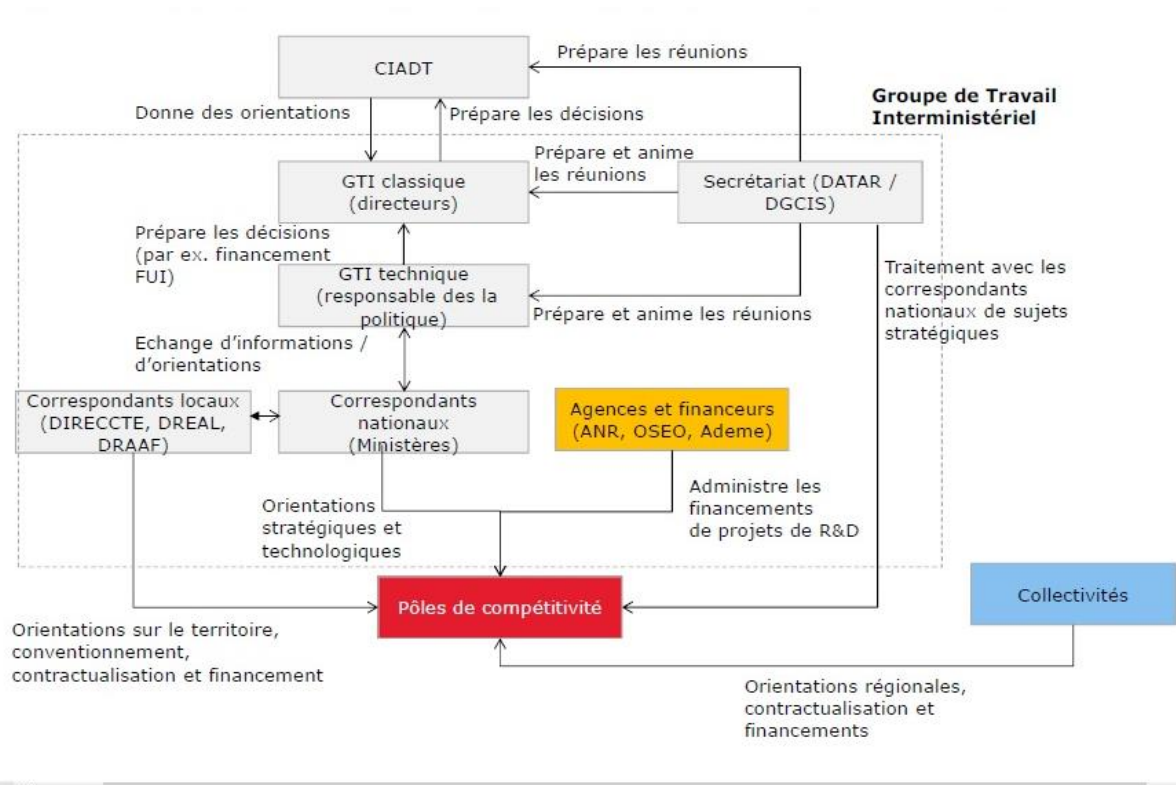 Prépare les réunions
CIADT
Groupe de Travail
Interministériel
Donne des orientations
Prépare les décisions
Prépare et anime
les réunions
GTI classique
(directeurs)
Secrétariat (DATAR /
DGCIS)
Prépare les décisions
(par ex. financement
FUI)
GTI technique
(responsable des la
politique)
Traitement avec les
correspondants
nationaux de sujets
stratégiques
Prépare et anime les réunions
Echange d'informations /
d'orientations
Correspondants locaux
(DIRECCTE, DREAL,
DRAAF)
Correspondants
nationaux
(Ministères)
Agences et financeurs
(ANR, OSEO, Ademe)
Orientations
stratégiques et
technologiques
Administre les
financements
de projets de R&D
Pôles de compétitivité
Collectivités
Orientations sur le territoire,
conventionnement,
contractualisation et financement
Orientations régionales,
contractualisation et
financements